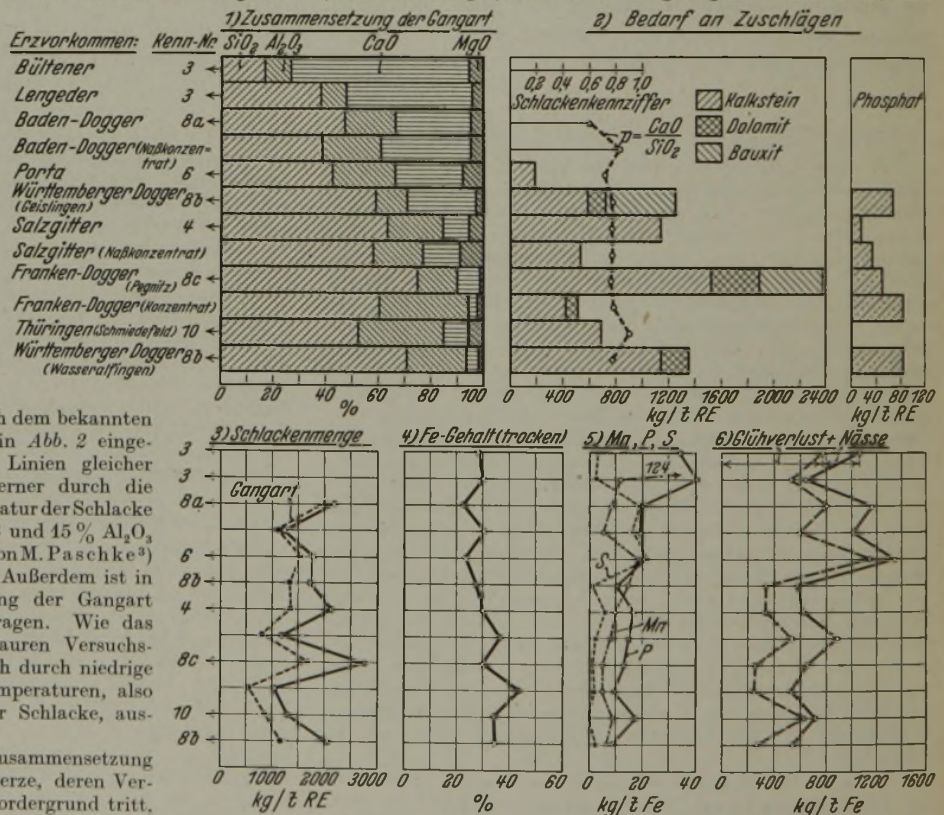 1) Zusammensetzung der Gangart
2) Bedarf an Zuschlägen
Erzvorkommen: Kenn-Nr. SiO₂ Al₂O₃ CaO MgO
Bültener 3
Lengeder 3
Baden-Dogger 8a
Baden-Dogger (Naßkonzen-
trat)
Porta 6
Württemberger Dogger 8b
(Geislingen)
Salzgitter 4
Salzgitter (Naßkonzentrat)
Franken-Dogger 8c
(Pegnitz)
Franken-Dogger (Konzentrat)
Thüringen (Schmiedefeld) 10
Württemberger Dogger 8b
(Wasseralfingen)
0 20 40 60 80 100
%
0,2 0,4 0,6 0,8 1,0
Schlackenkennziffer
p = CaO
SiO₂
Kalkstein
Dolomit
Bauxit
0 400 800 1200 2000 2400
kg/t RE
Phosphat
0 40 80 120
kg/t RE
h dem bekannten
in Abb. 2 einge-
Linien gleicher
erner durch die
atur der Schlacke
und 15 % Al₂O₃
on M. Paschke³)
Außerdem ist in
ng der Gangart
ragen. Wie das
auren Versuchs-
h durch niedrige
mperaturen, also
r Schlacke, aus-
usammensetzung
erze, deren Ver-
ordergrund tritt.
3) Schlackenmenge
3
3
8a
6
8b
4
8c
10
8b
Gangart
0 1000 3000
kg/t RE
4) Fe-Gehalt (trocken)
0 20 40 60
%
5) Mn, P, S
124
S
Mn
P
0 20 40
kg/t Fe
6) Glühverlust + Nässe
0 400 800 1200 1600
kg/t Fe